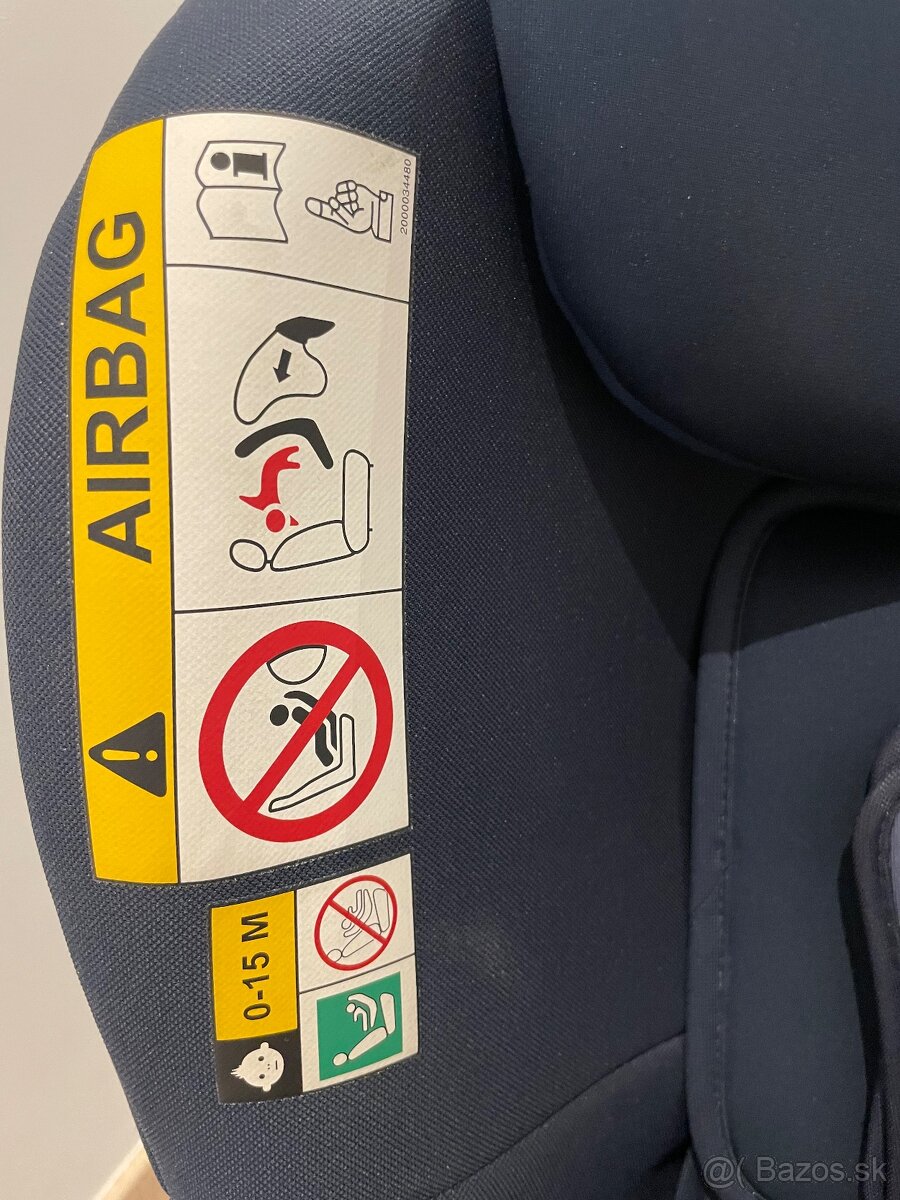 AIRBAG
i
2000034480
0-15 M
@( Bazos.sk